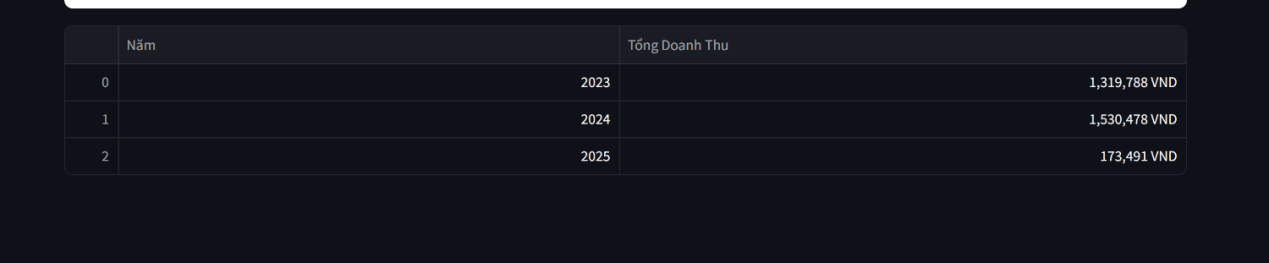 Năm Tổng Doanh Thu
0 2023 1,319,788 VND
1 2024 1,530,478 VND
2 2025 173,491 VND